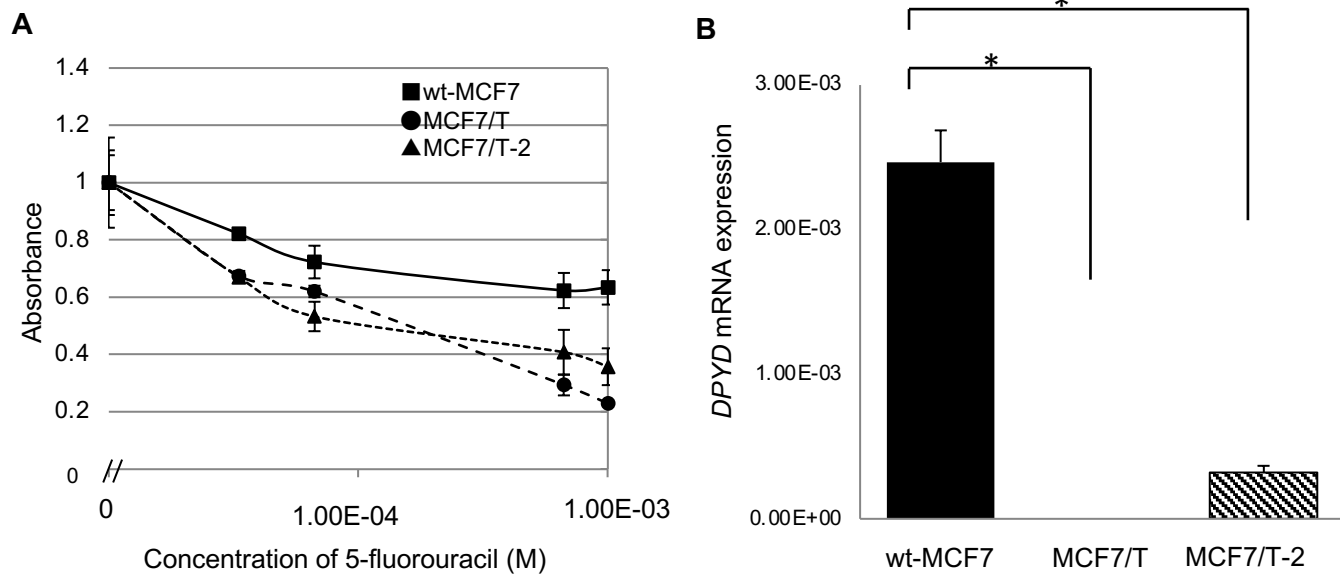 A
1.4
1.2
1
0.8
0.6
0.4
0.2
0
Absorbance
wt-MCF7
MCF7/T
MCF7/T-2
0
1.00E-04
1.00E-03
Concentration of 5-fluorouracil (M)
B
*
*
3.00E-03
2.00E-03
1.00E-03
0.00E+00
DPYD mRNA expression
wt-MCF7 MCF7/T MCF7/T-2